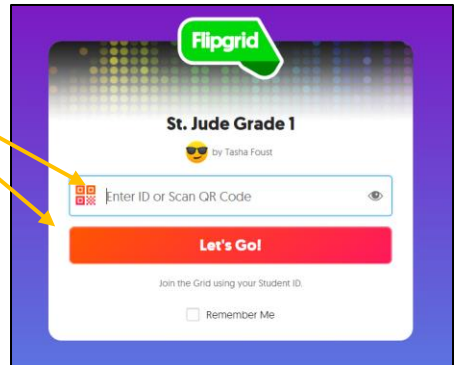 Flipgrid
St. Jude Grade 1
by Tasha Foust
Enter ID or Scan QR Code
Let's Go!
Join the Grid using your Student ID.
Remember Me